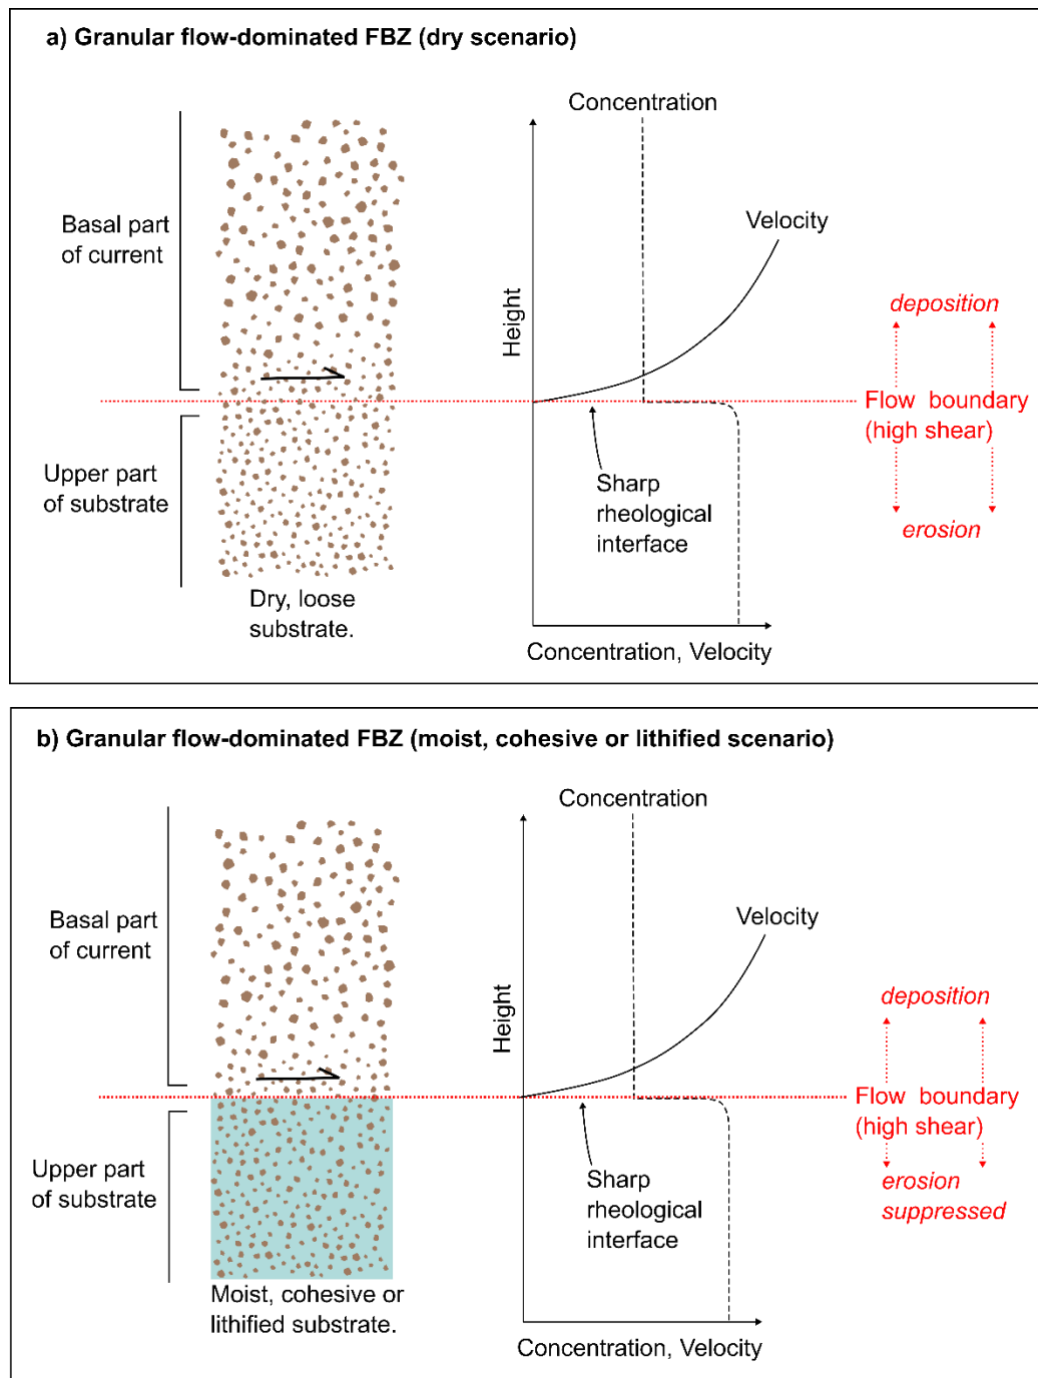 a) Granular flow-dominated FBZ (dry scenario)
Concentration
Basal part
of current
Velocity
Height
deposition
Flow boundary
(high shear)
Upper part
of substrate
Sharp
rheological
interface
erosion
Dry, loose
substrate.
Concentration, Velocity
b) Granular flow-dominated FBZ (moist, cohesive or lithified scenario)
Concentration
Basal part
of current
Velocity
Height
deposition
Flow boundary
(high shear)
Upper part
of substrate
Sharp
rheological
interface
erosion
suppressed
Moist, cohesive or
lithified substrate.
Concentration, Velocity